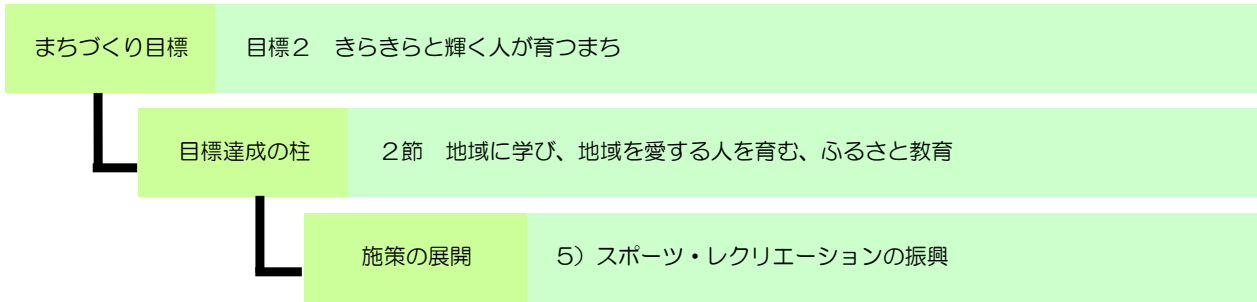 まちづくり目標　目標２　きらきらと輝く人が育つまち
目標達成の柱　２節　地域に学び、地域を愛する人を育む、ふるさと教育
施策の展開　５）スポーツ・レクリエーションの振興